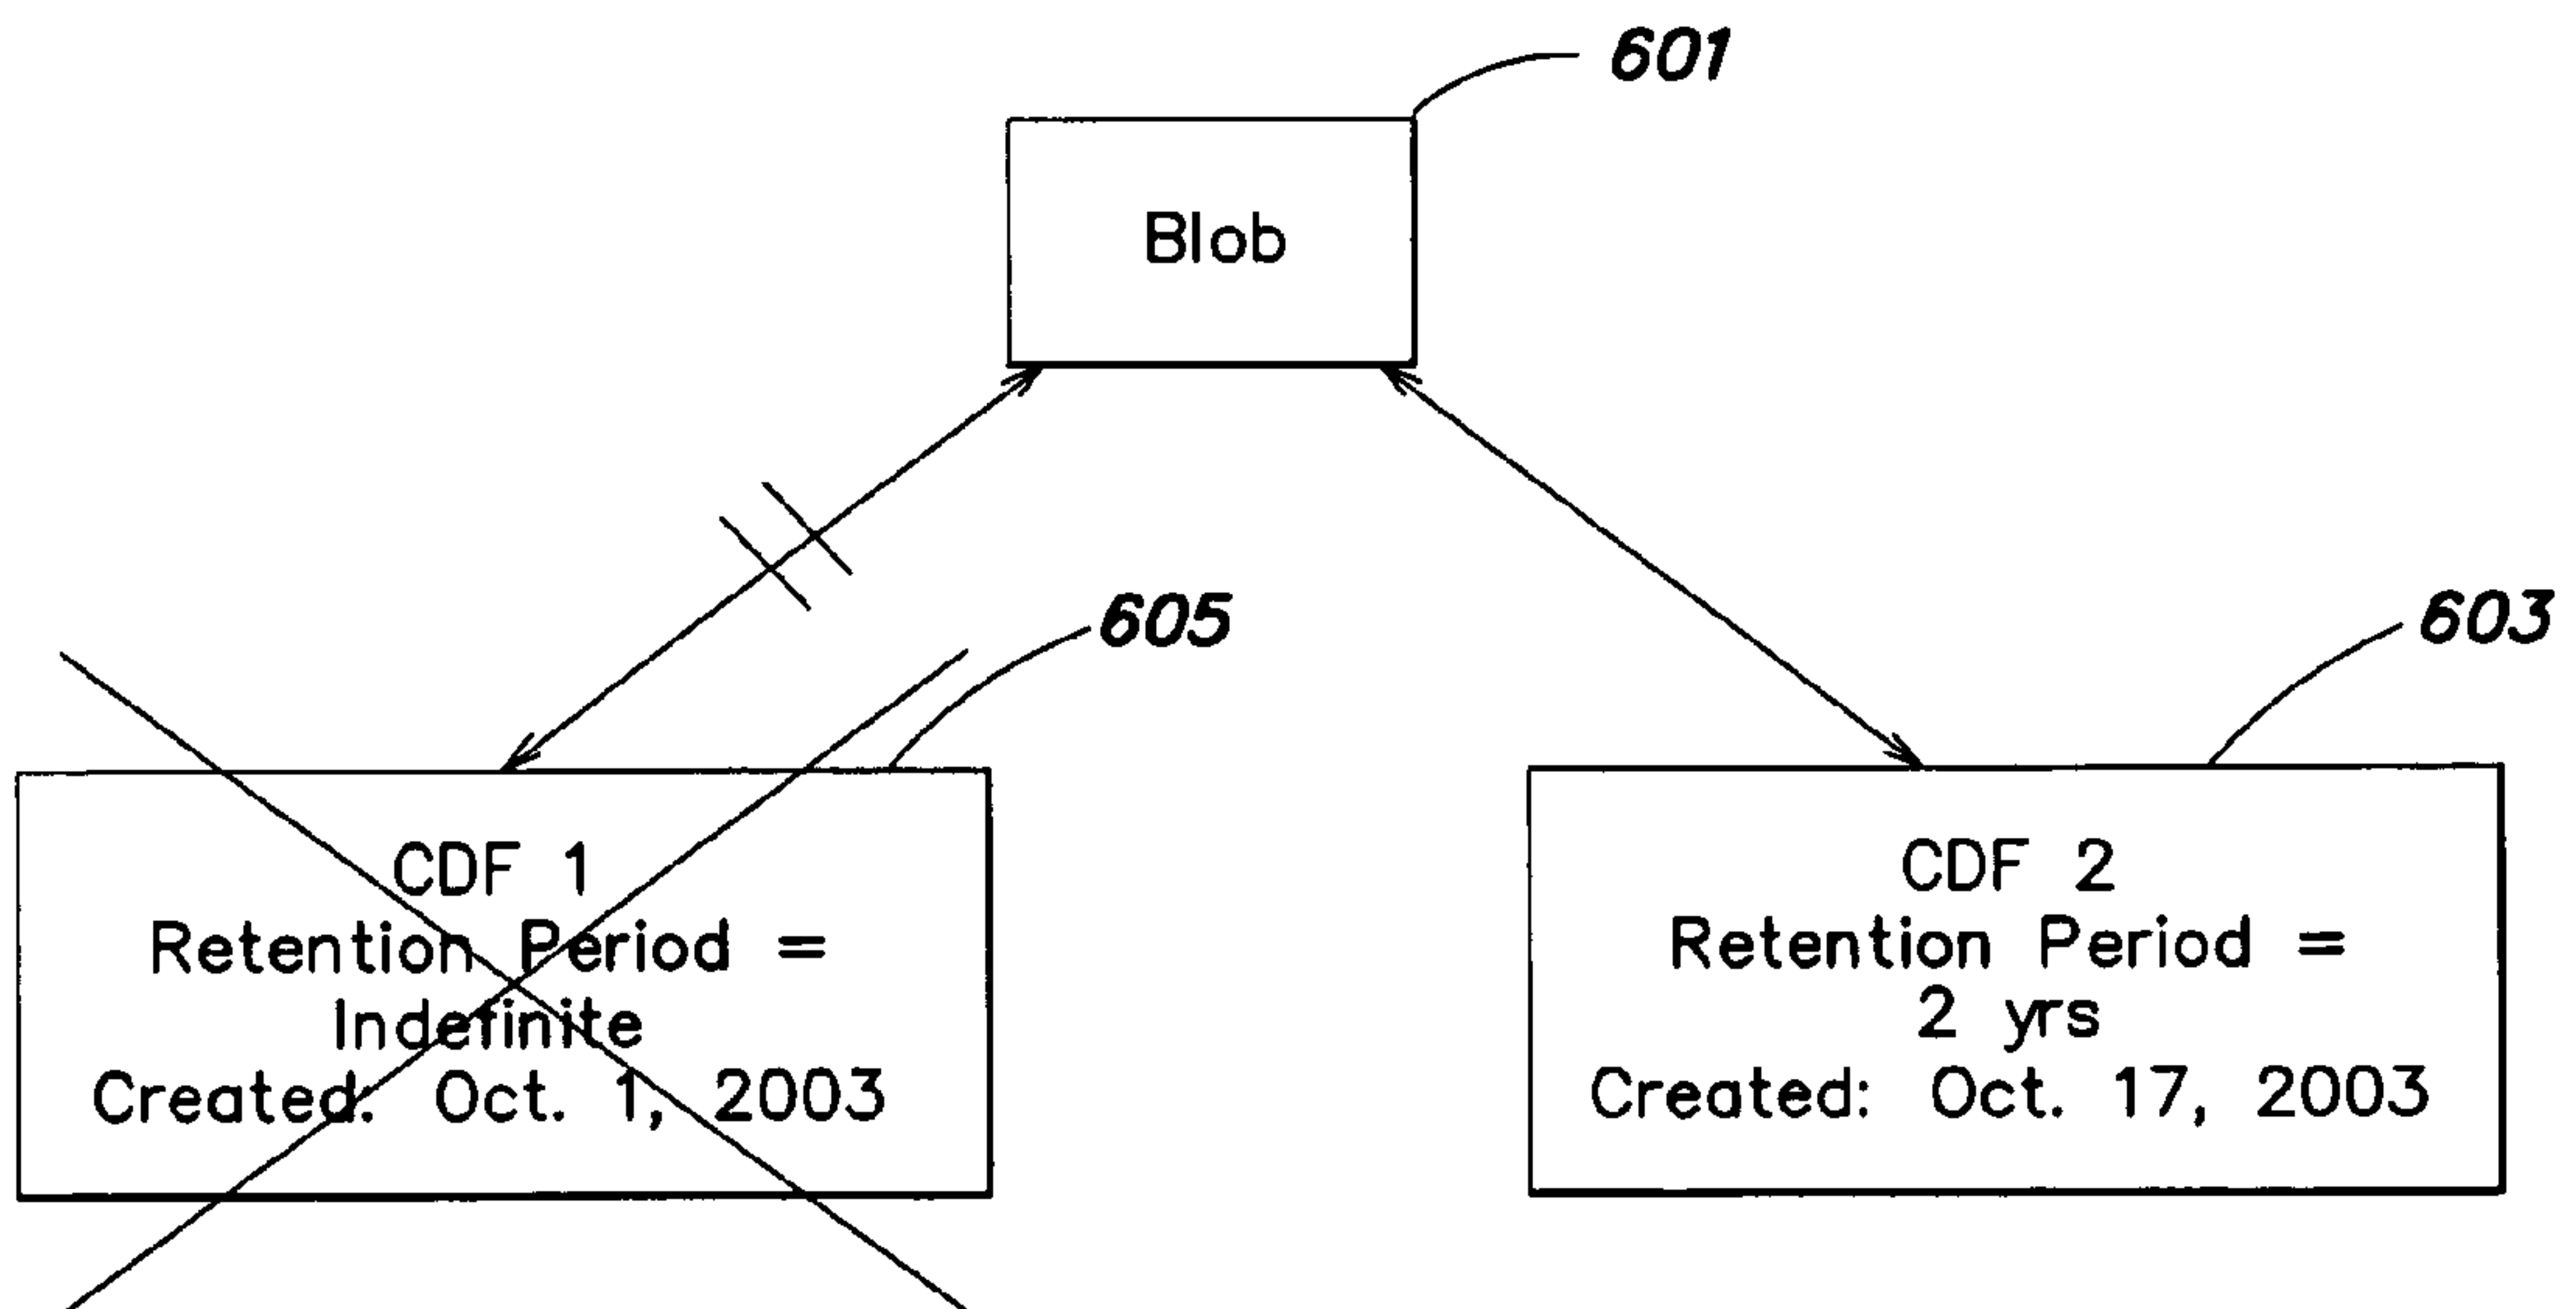 601
Blob
605
603
CDF 1
Retention Period =
Indefinite
Created: Oct. 1, 2003
CDF 2
Retention Period =
2 yrs
Created: Oct. 17, 2003